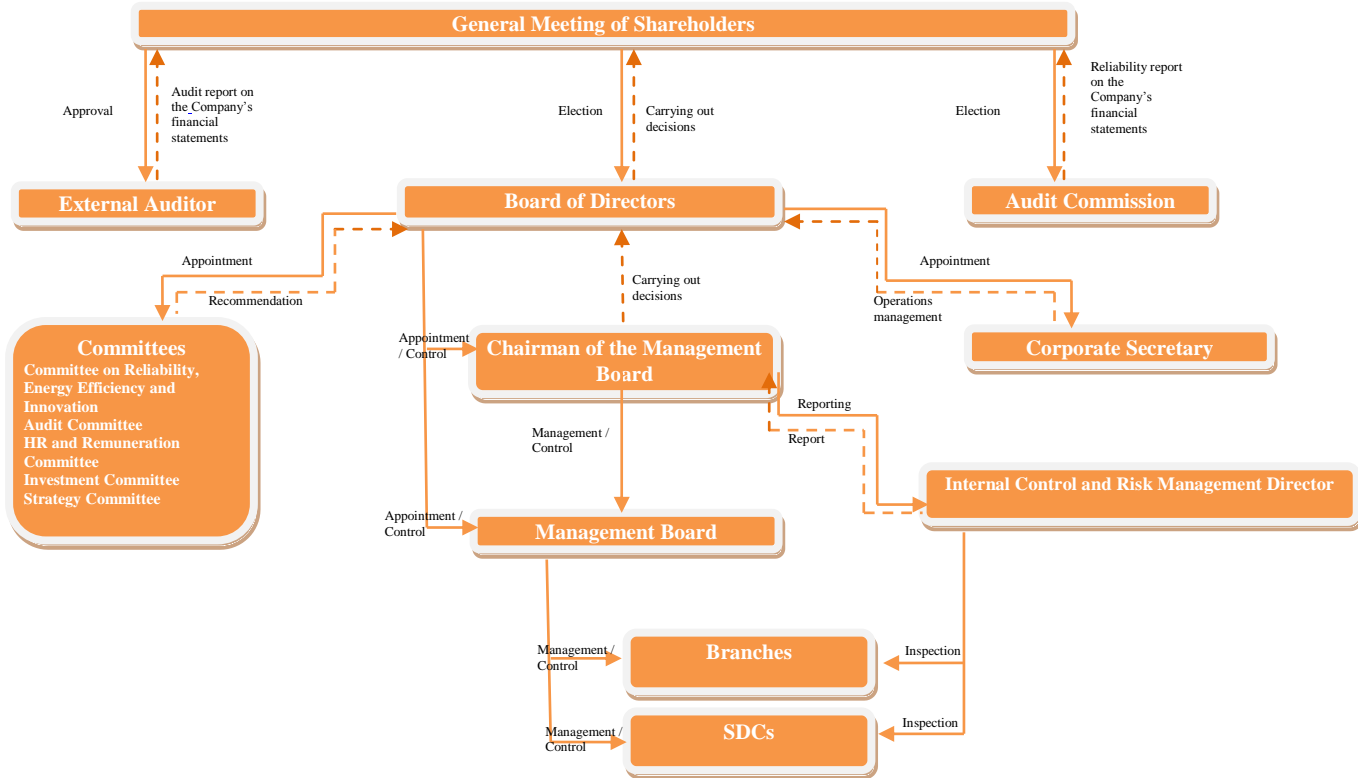 General Meeting of Shareholders
Approval
Audit report on
the Company's
financial
statements
Election
Carrying out
decisions
Election
Reliability report
on the
Company's
financial
statements
External Auditor
Board of Directors
Audit Commission
Appointment
Recommendation
Carrying out
decisions
Appointment
Operations
management
Committees
Committee on Reliability,
Energy Efficiency and
Innovation
Audit Committee
HR and Remuneration
Committee
Investment Committee
Strategy Committee
Appointment
/ Control
Chairman of the Management
Board
Corporate Secretary
Reporting
Report
Management /
Control
Internal Control and Risk Management Director
Appointment /
Control
Management Board
Management /
Control
Branches
Inspection
Management /
Control
SDCs
Inspection